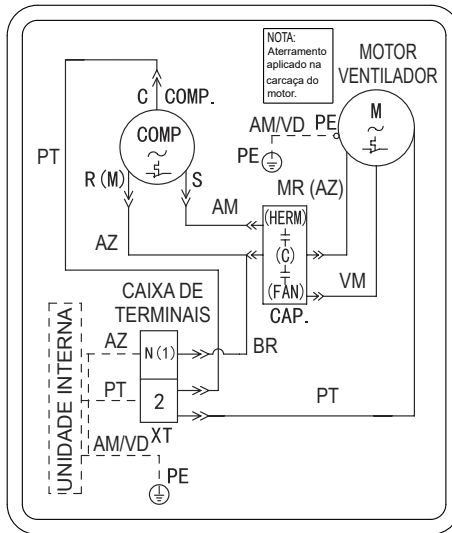 NOTA:
Aterramento
aplicado na
carcaça do
motor.
MOTOR
VENTILADOR
C COMP.
COMP
~
R(M)
S
PT
AM/VD PE
PE
M
~
MR (AZ)
AM
AZ
(HERM)
(C)
(FAN)
CAP.
VM
CAIXA DE
TERMINAIS
BR
UNIDADE INTERNA
AZ
N(1)
PT
2
PT
XT
AM/VD
PE